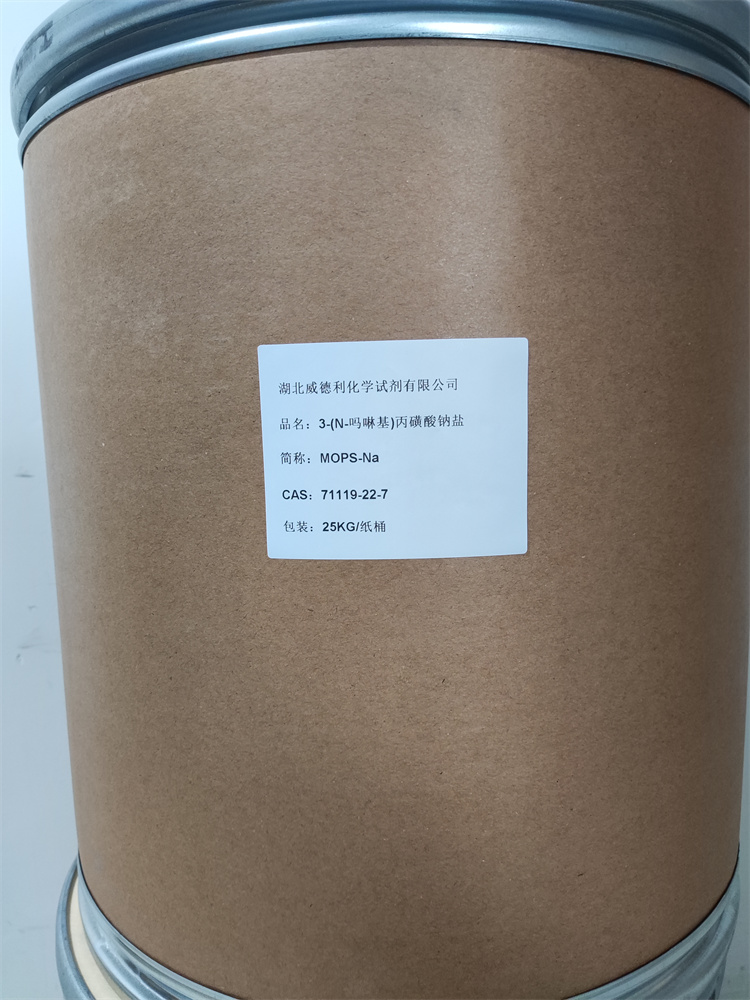 湖北威德利化学试剂有限公司
品名：3-(N-吗啉基)丙磺酸钠盐
简称：MOPS-Na
CAS：71119-22-7
包装：25KG/纸桶